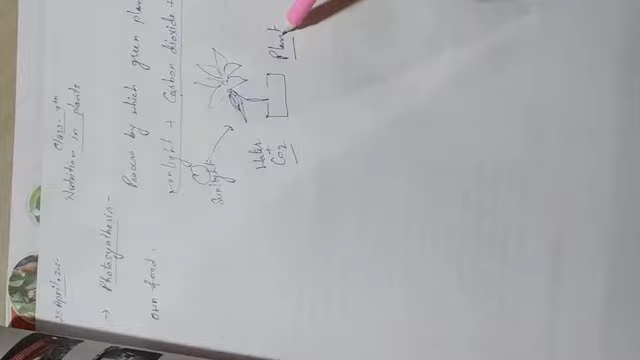 Class - 7th
Nutrition in plants
→ Photosynthesis:-
Process by which green plan
sunlight + Carbon dioxide +
own food.
Sunlight
Water
+
CO2
Plant